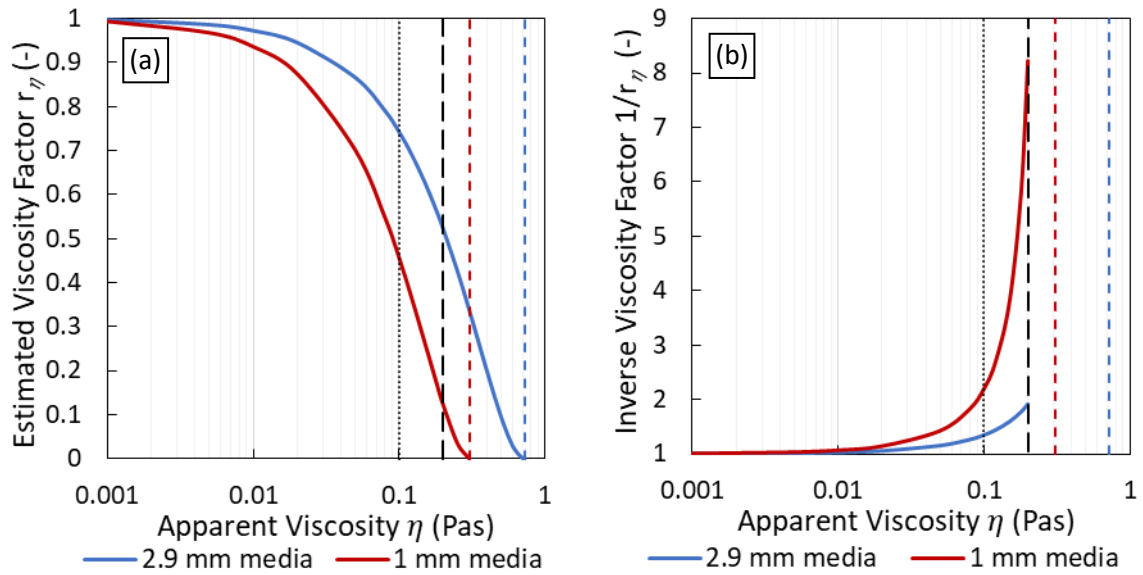 (a)
Estimated Viscosity Factor r_η (-)
1
0.9
0.8
0.7
0.6
0.5
0.4
0.3
0.2
0.1
0
0.001
0.01
0.1
1
Apparent Viscosity η (Pas)
2.9 mm media
1 mm media
(b)
Inverse Viscosity Factor 1/r_η (-)
9
8
7
6
5
4
3
2
1
0.001
0.01
0.1
1
Apparent Viscosity η (Pas)
2.9 mm media
1 mm media